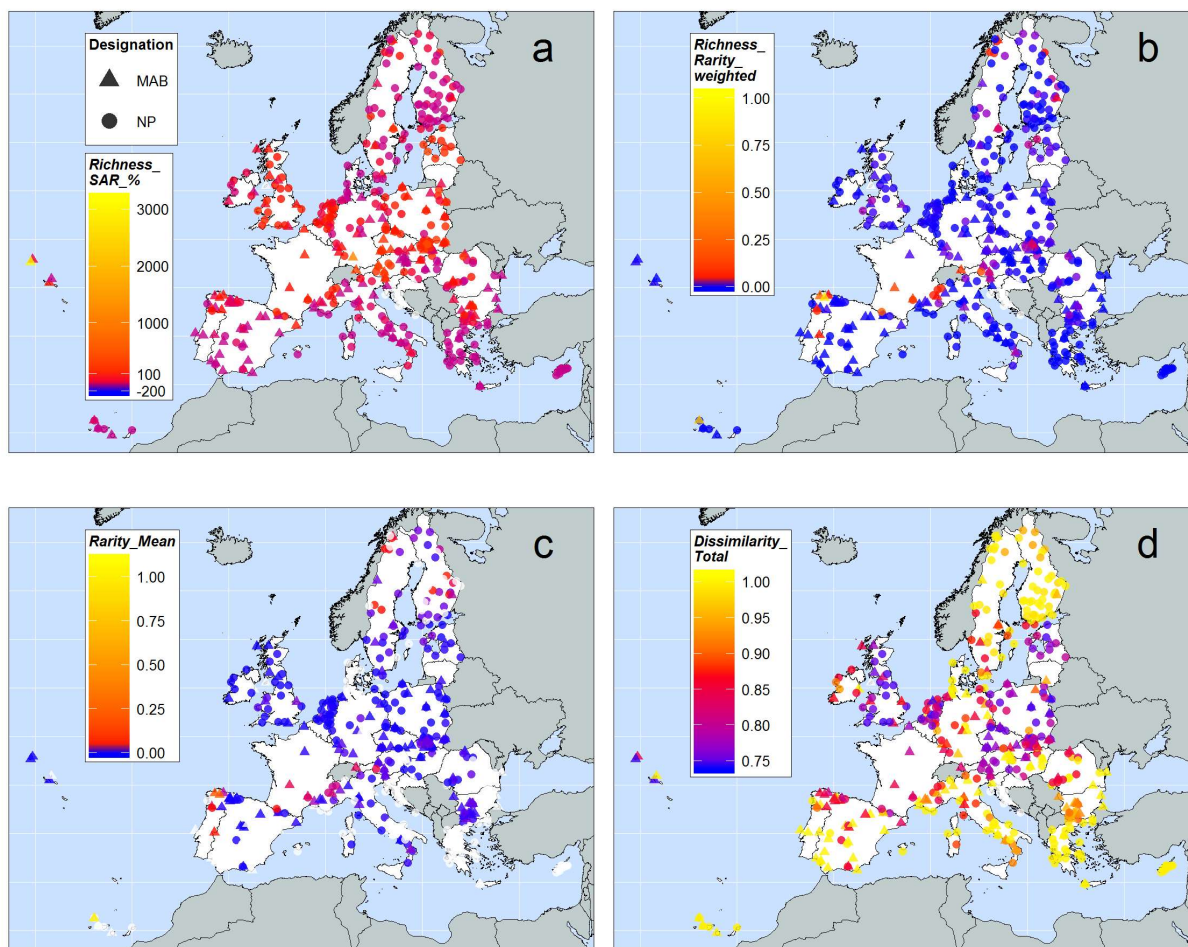 a
Designation
MAB
NP
Richness_
SAR_%
3000
2000
1000
100
-200
b
Richness_
Rarity_
weighted
1.00
0.75
0.50
0.25
0.00
c
Rarity_Mean
1.00
0.75
0.50
0.25
0.00
d
Dissimilarity_
Total
1.00
0.95
0.90
0.85
0.80
0.75